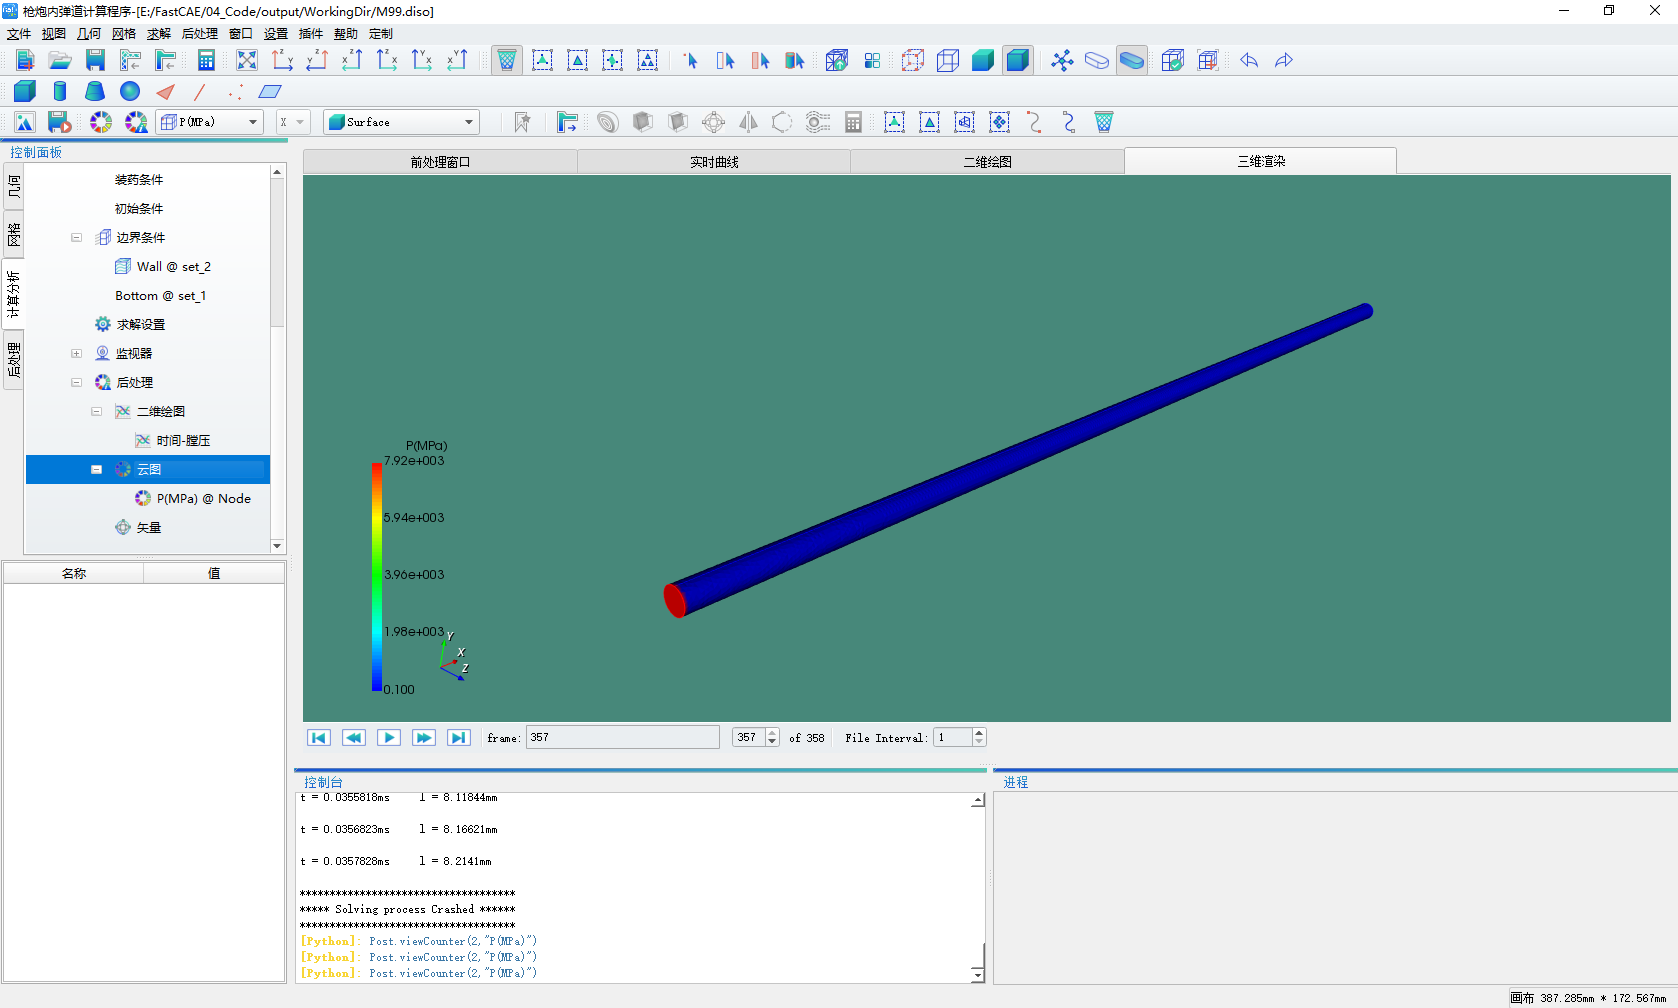 枪炮内弹道计算程序-[E:/FastCAE/04_Code/output/WorkingDir/M99.diso]
文件 视图 几何 网格 求解 后处理 窗口 设置 插件 帮助 定制
P(MPa)
X
Surface
控制面板
几何
网格
计算分析
后处理
装药条件
初始条件
边界条件
Wall @ set_2
Bottom @ set_1
求解设置
监视器
后处理
二维绘图
时间-膛压
云图
P(MPa) @ Node
矢量
名称 值
前处理窗口 实时曲线 二维绘图 三维渲染
P(MPa)
7.92e+003
5.94e+003
3.96e+003
1.98e+003
0.100
Y
X
Z
frame: 357 357 of 358 File Interval: 1
控制台
t = 0.0355818ms l = 8.11844mm
t = 0.0356823ms l = 8.16621mm
t = 0.0357828ms l = 8.2141mm
************************************
***** Solving process Crashed ******
************************************
[Python]: Post.viewCounter(2,"P(MPa)")
[Python]: Post.viewCounter(2,"P(MPa)")
[Python]: Post.viewCounter(2,"P(MPa)")
进程
画布 387.285mm * 172.567mm